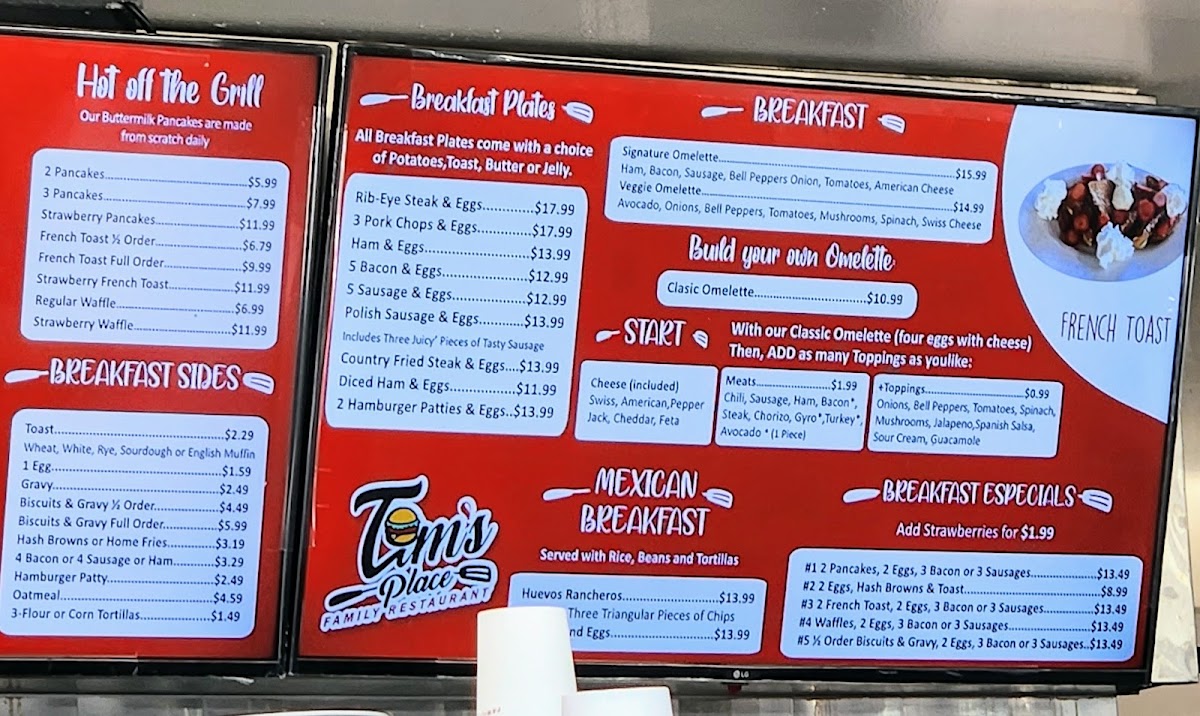 Hot off the Grill
Our Buttermilk Pancakes are made
from scratch daily
2 Pancakes.....$5.99
3 Pancakes.....$7.99
Strawberry Pancakes.....$11.99
French Toast ½ Order.....$6.79
French Toast Full Order.....$9.99
Strawberry French Toast.....$11.99
Regular Waffle.....$6.99
Strawberry Waffle.....$11.99
BREAKFAST SIDES
Toast.....$2.29
Wheat, White, Rye, Sourdough or English Muffin
1 Egg.....$1.59
Gravy.....$2.49
Biscuits & Gravy ½ Order.....$4.49
Biscuits & Gravy Full Order.....$5.99
Hash Browns or Home Fries.....$3.19
4 Bacon or 4 Sausage or Ham.....$3.29
Hamburger Patty.....$2.49
Oatmeal.....$4.59
3-Flour or Corn Tortillas.....$1.49
Breakfast Plates
All Breakfast Plates come with a choice
of Potatoes,Toast, Butter or Jelly.
Rib-Eye Steak & Eggs.....$17.99
3 Pork Chops & Eggs.....$17.99
Ham & Eggs.....$13.99
5 Bacon & Eggs.....$12.99
5 Sausage & Eggs.....$12.99
Polish Sausage & Eggs.....$13.99
Includes Three Juicy' Pieces of Tasty Sausage
Country Fried Steak & Eggs....$13.99
Diced Ham & Eggs.....$11.99
2 Hamburger Patties & Eggs..$13.99
Tom's
Place
FAMILY RESTAURANT
BREAKFAST
Signature Omelette.....$15.99
Ham, Bacon, Sausage, Bell Peppers Onion, Tomatoes, American Cheese
Veggie Omelette.....$14.99
Avocado, Onions, Bell Peppers, Tomatoes, Mushrooms, Spinach, Swiss Cheese
Build your own Omelette
Clasic Omelette.....$10.99
START
With our Classic Omelette (four eggs with cheese)
Then, ADD as many Toppings as youlike:
Cheese (included)
Swiss, American,Pepper
Jack, Cheddar, Feta
Meats.....$1.99
Chili, Sausage, Ham, Bacon*,
Steak, Chorizo, Gyro*,Turkey*,
Avocado * (1 Piece)
+Toppings.....$0.99
Onions, Bell Peppers, Tomatoes, Spinach,
Mushrooms, Jalapeno,Spanish Salsa,
Sour Cream, Guacamole
FRENCH TOAST
MEXICAN
BREAKFAST
Served with Rice, Beans and Tortillas
Huevos Rancheros.....$13.99
Three Triangular Pieces of Chips
nd Eggs.....$13.99
BREAKFAST ESPECIALS
Add Strawberries for $1.99
#1 2 Pancakes, 2 Eggs, 3 Bacon or 3 Sausages.....$13.49
#2 2 Eggs, Hash Browns & Toast.....$8.99
#3 2 French Toast, 2 Eggs, 3 Bacon or 3 Sausages.....$13.49
#4 Waffles, 2 Eggs, 3 Bacon or 3 Sausages.....$13.49
#5 ½ Order Biscuits & Gravy, 2 Eggs, 3 Bacon or 3 Sausages..$13.49
LG